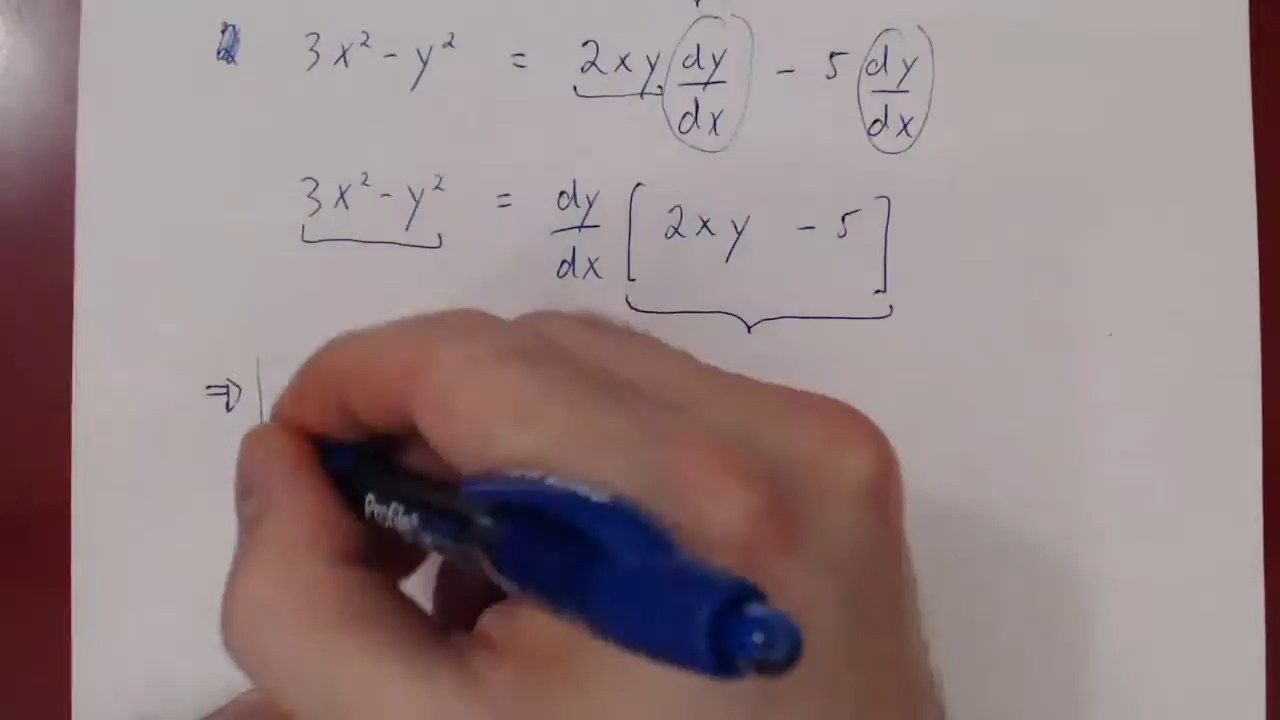 3x² - y² = 2xy dy/dx - 5 dy/dx
3x² - y² = dy/dx [ 2xy - 5 ]
⇒